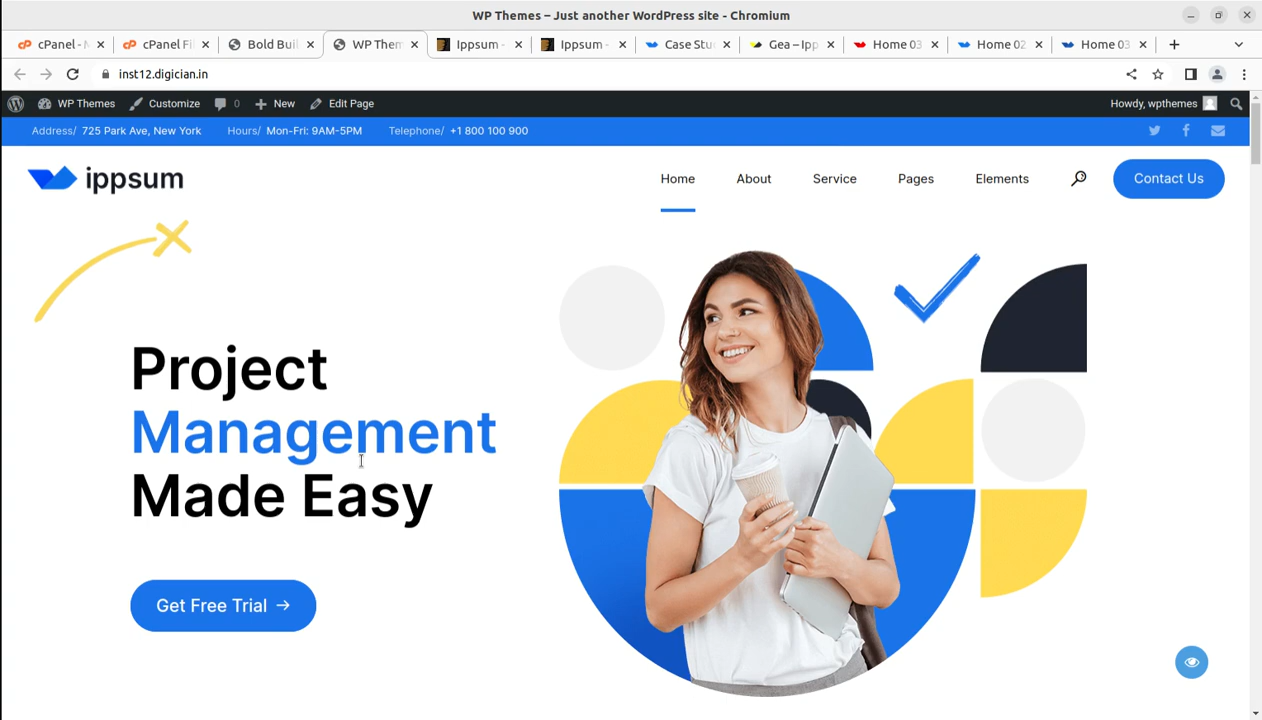 WP Themes – Just another WordPress site - Chromium
cPanel - M
cPanel Fi
Bold Buil
WP Them
Ippsum -
Ippsum -
Case Stu
Gea – Ipp
Home 03
Home 02
Home 03
inst12.digician.in
WP Themes
Customize
0
New
Edit Page
Howdy, wpthemes
Address/ 725 Park Ave, New York
Hours/ Mon-Fri: 9AM-5PM
Telephone/ +1 800 100 900
ippsum
Home
About
Service
Pages
Elements
Contact Us
Project
Management
Made Easy
Get Free Trial →